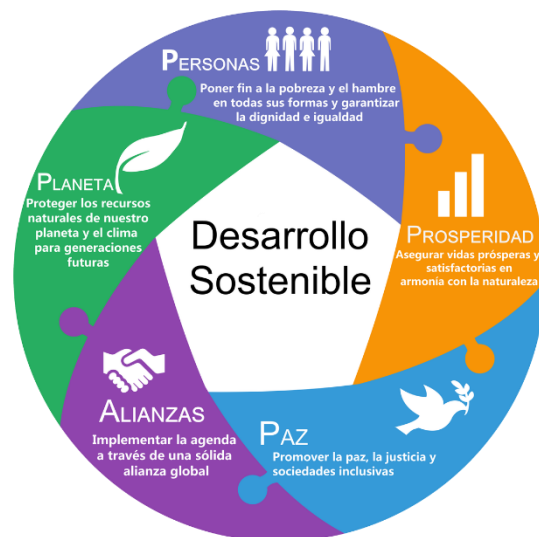 PERSONAS
Poner fin a la pobreza y el hambre
en todas sus formas y garantizar
la dignidad e igualdad
PLANETA
Proteger los recursos
naturales de nuestro
planeta y el clima
para generaciones
futuras
Desarrollo
Sostenible
PROSPERIDAD
Asegurar vidas prósperas y
satisfactorias en
armonía con la naturaleza
ALIANZAS
Implementar la agenda
a través de una sólida
alianza global
PAZ
Promover la paz, la justicia y
sociedades inclusivas